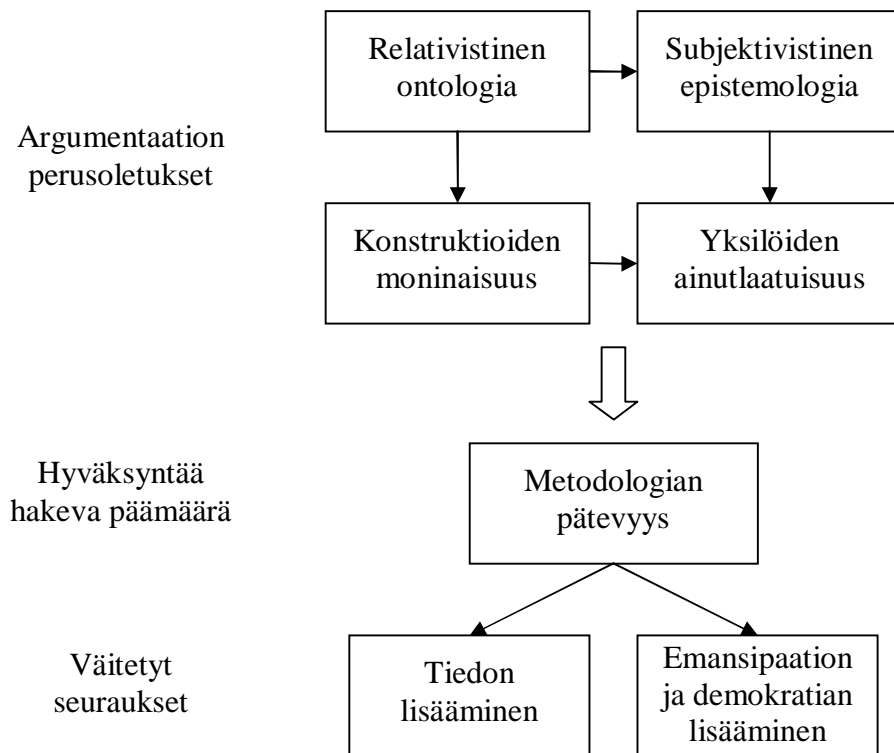 Relativistinen
ontologia
Subjektivistinen
epistemologia
Argumentaation
perusoletukset
Konstruktioiden
moninaisuus
Yksilöiden
ainutlaatuisuus
Hyväksyntää
hakeva päämäärä
Metodologian
pätevyys
Väitetyt
seuraukset
Tiedon
lisääminen
Emansipaation
ja demokratian
lisääminen